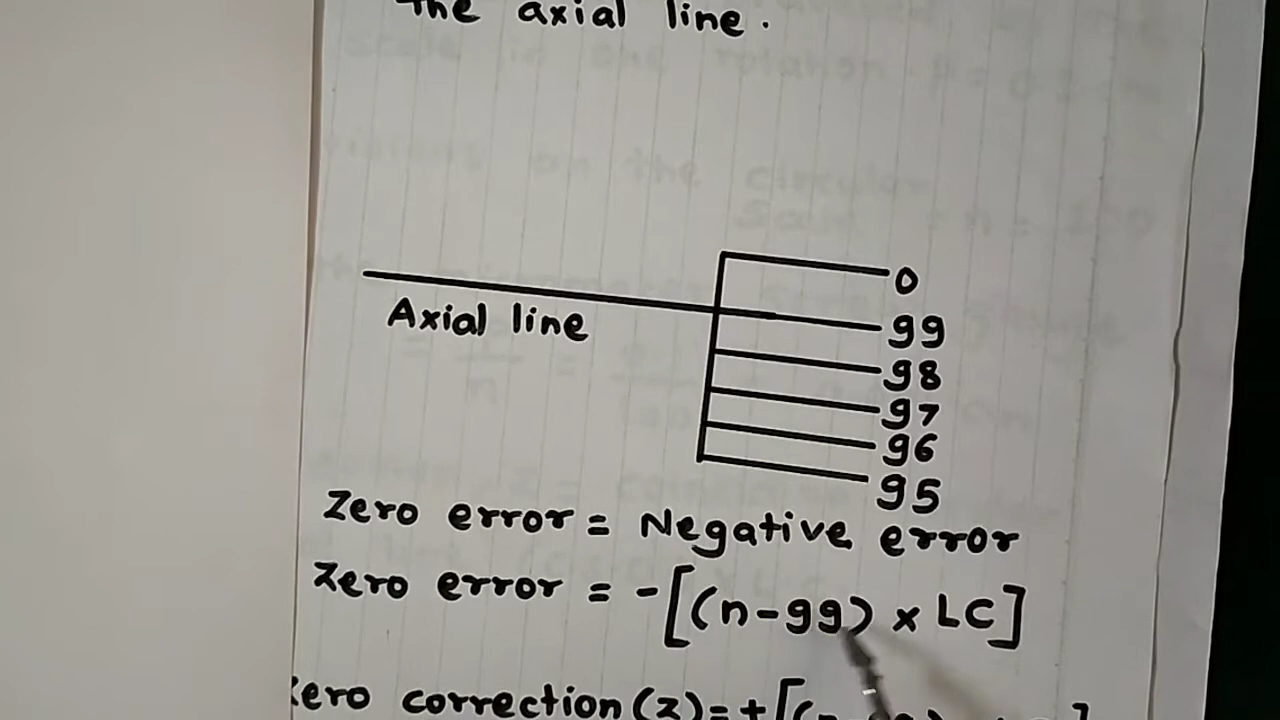 the axial line.
0
Axial line
99
98
97
96
95
Zero error = Negative error
Zero error = -[(n-99) × LC]
Zero correction (z) = +[(n-